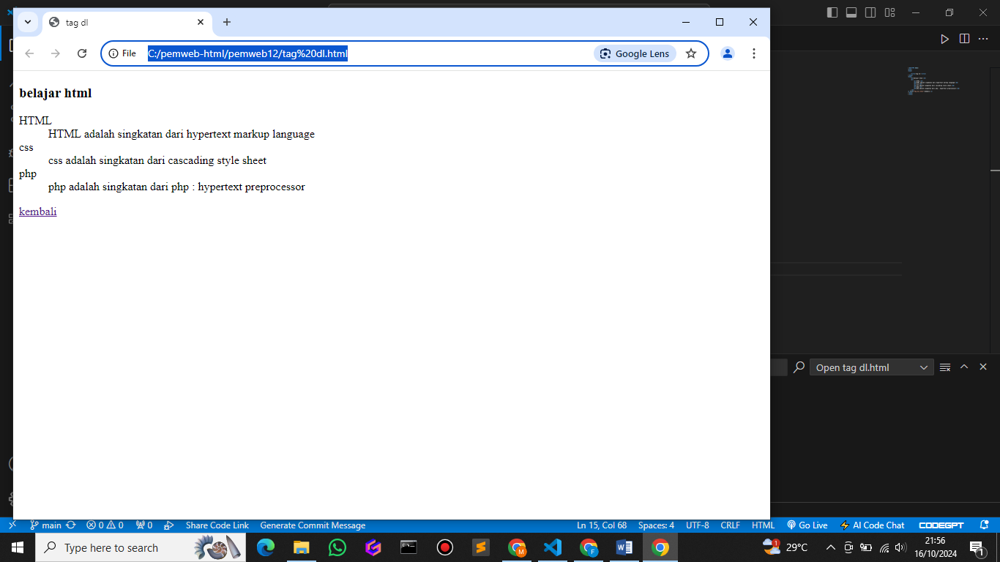 tag dl
File C:/pemweb-html/pemweb12/tag%20dl.html Google Lens
belajar html
HTML
HTML adalah singkatan dari hypertext markup language
css
css adalah singkatan dari cascading style sheet
php
php adalah singkatan dari php : hypertext preprocessor
kembali
Open tag dl.html
main 0 0 0 Share Code Link Generate Commit Message Ln 15, Col 68 Spaces: 4 UTF-8 CRLF HTML Go Live AI Code Chat CODEGPT
Type here to search M F W 1 29°C 21:56
16/10/2024 1